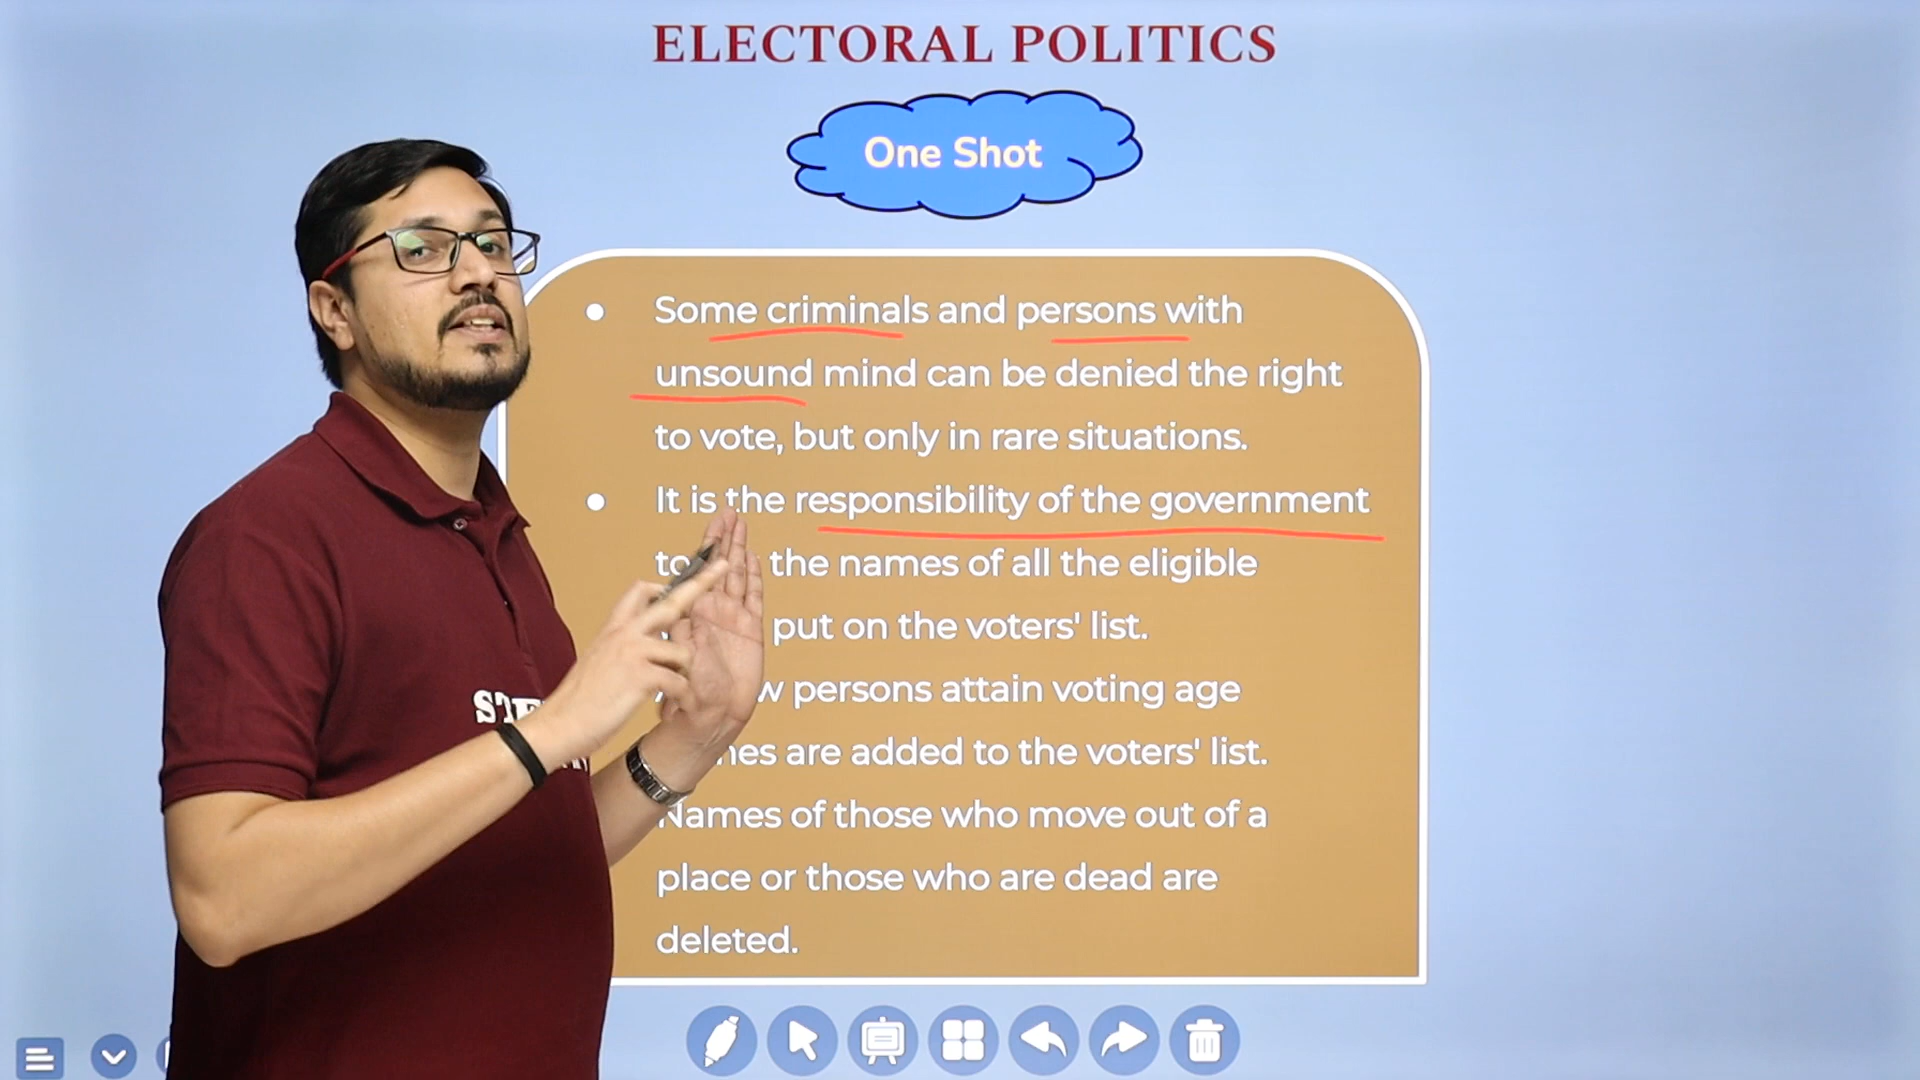 ELECTORAL POLITICS
One Shot
Some criminals and persons with
unsound mind can be denied the right
to vote, but only in rare situations.
It is the responsibility of the government
to the names of all the eligible
put on the voters' list.
persons attain voting age
are added to the voters' list.
Names of those who move out of a
place or those who are dead are
deleted.